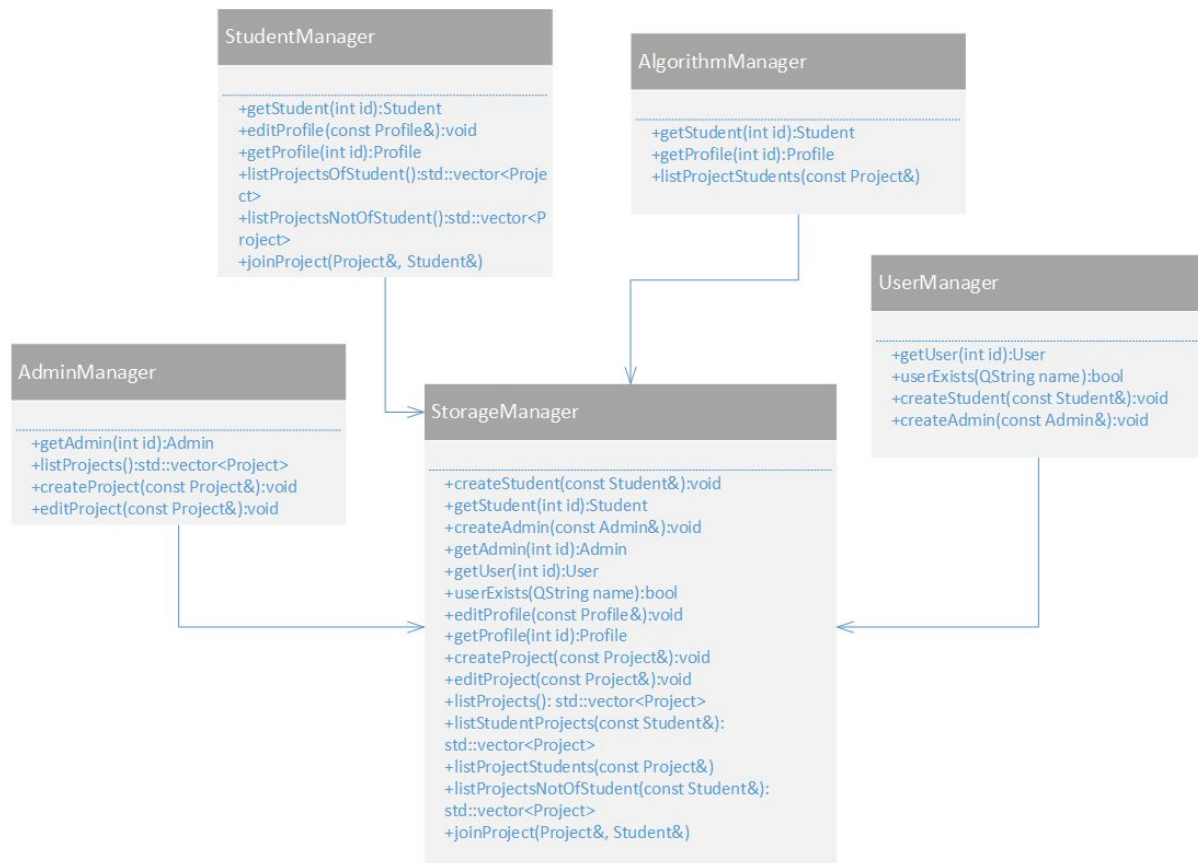 StudentManager
+getStudent(int id):Student
+editProfile(const Profile&):void
+getProfile(int id):Profile
+listProjectsOfStudent():std::vector<Proje
ct>
+listProjectsNotOfStudent():std::vector<P
roject>
+joinProject(Project&, Student&)
AlgorithmManager
+getStudent(int id):Student
+getProfile(int id):Profile
+listProjectStudents(const Project&)
UserManager
+getUser(int id):User
+userExists(QString name):bool
+createStudent(const Student&):void
+createAdmin(const Admin&):void
AdminManager
+getAdmin(int id):Admin
+listProjects():std::vector<Project>
+createProject(const Project&):void
+editProject(const Project&):void
StorageManager
+createStudent(const Student&):void
+getStudent(int id):Student
+createAdmin(const Admin&):void
+getAdmin(int id):Admin
+getUser(int id):User
+userExists(QString name):bool
+editProfile(const Profile&):void
+getProfile(int id):Profile
+createProject(const Project&):void
+editProject(const Project&):void
+listProjects(): std::vector<Project>
+listStudentProjects(const Student&):
std::vector<Project>
+listProjectStudents(const Project&)
+listProjectsNotOfStudent(const Student&):
std::vector<Project>
+joinProject(Project&, Student&)